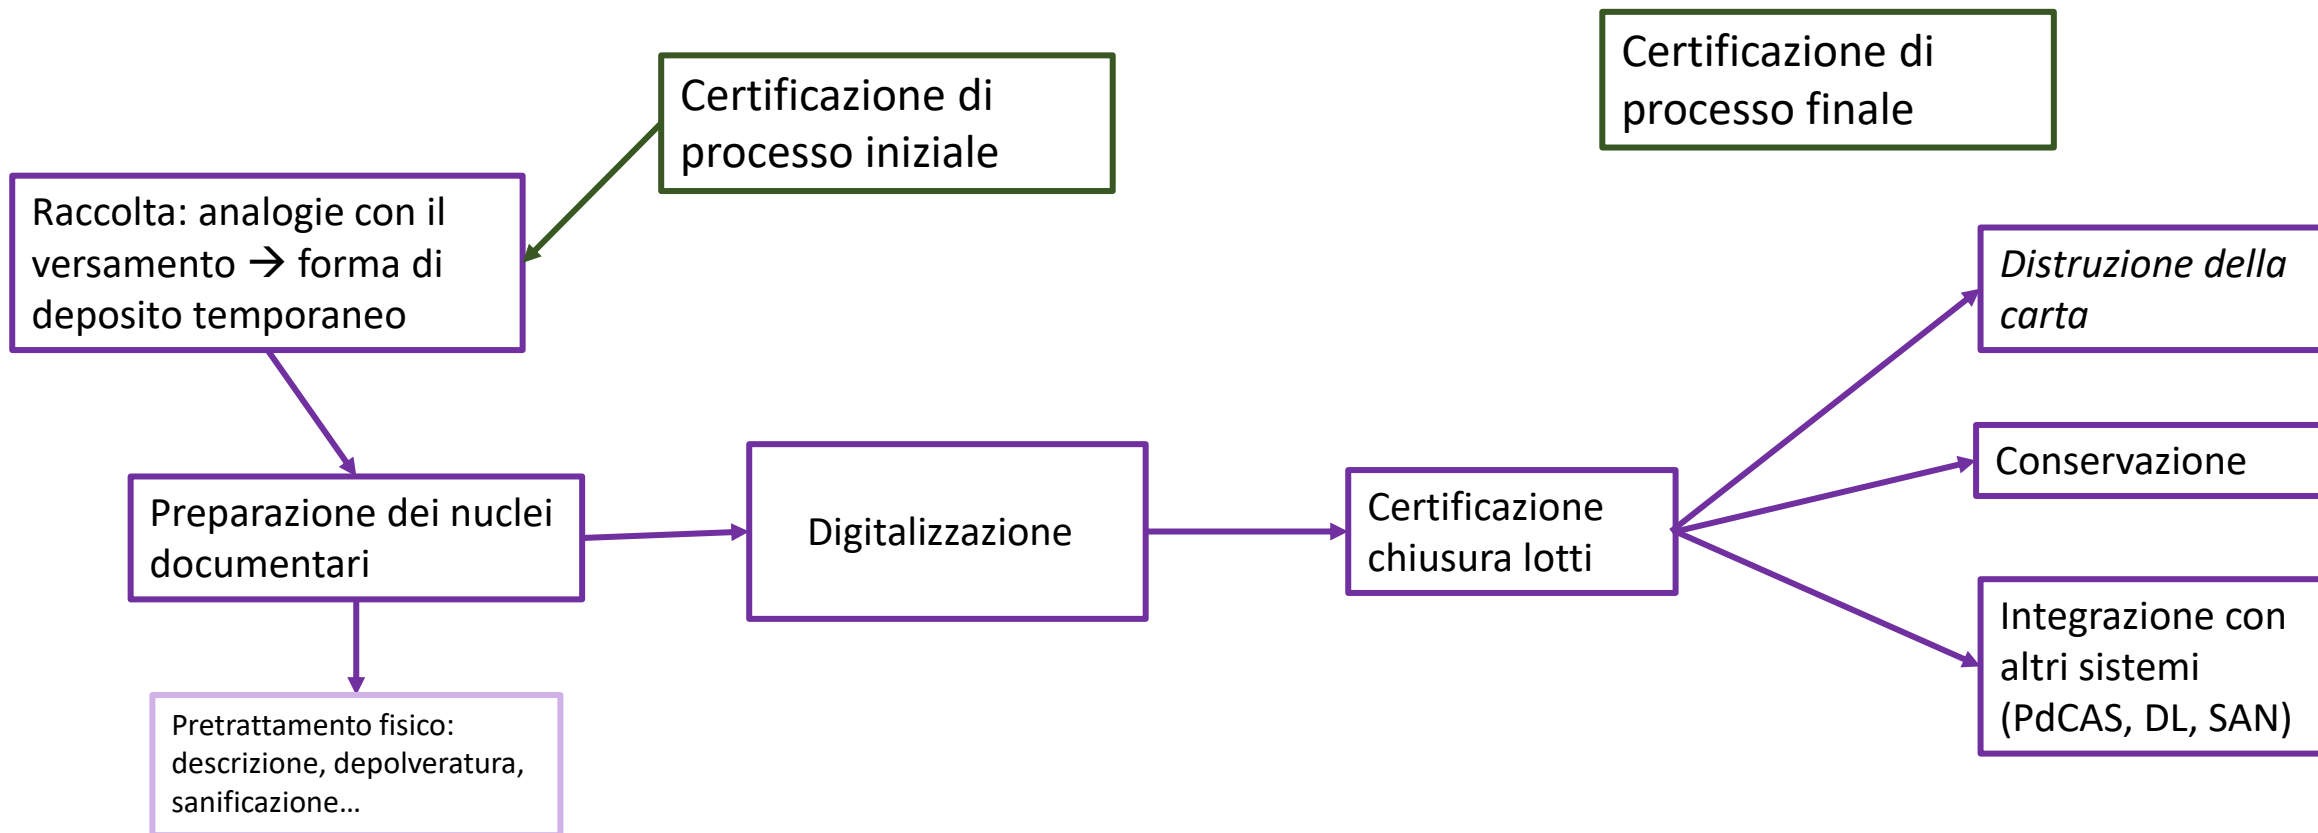 Certificazione di
processo iniziale
Certificazione di
processo finale
Raccolta: analogie con il
versamento → forma di
deposito temporaneo
Distruzione della
carta
Preparazione dei nuclei
documentari
Digitalizzazione
Certificazione
chiusura lotti
Conservazione
Integrazione con
altri sistemi
(PdCAS, DL, SAN)
Pretrattamento fisico:
descrizione, depolveratura,
sanificazione…